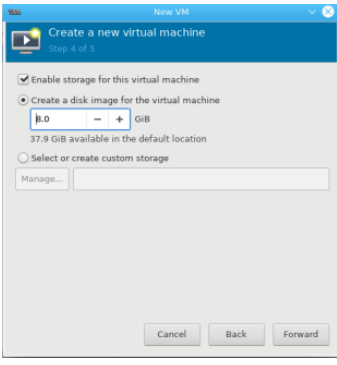 New VM
Create a new virtual machine
Step 4 of 5
Enable storage for this virtual machine
Create a disk image for the virtual machine
8.0 − + GiB
37.9 GiB available in the default location
Select or create custom storage
Manage...
Cancel Back Forward